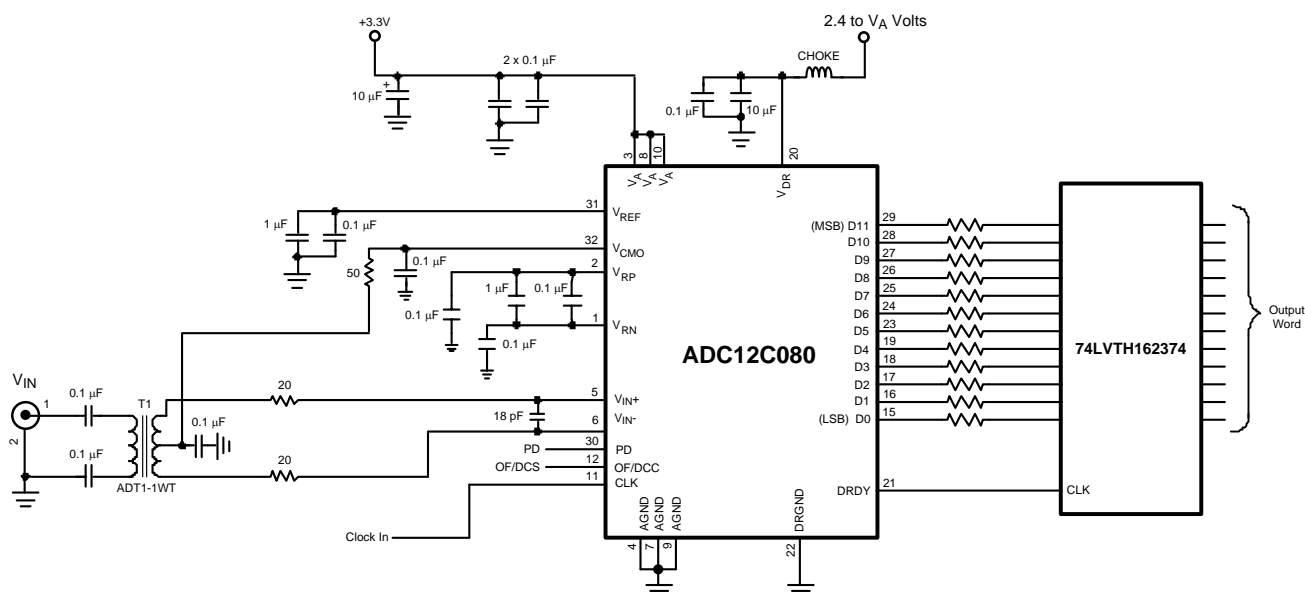 +3.3V
2.4 to VA Volts
CHOKE
2 x 0.1 µF
+
10 µF
0.1 µF
10 µF
3
8
10
20
VA
VA
VA
VDR
31
VREF
1 µF
0.1 µF
32
VCMO
50
0.1 µF
2
VRP
1 µF
0.1 µF
0.1 µF
1
VRN
0.1 µF
ADC12C080
(MSB) D11
29
D10
28
D9
27
D8
26
D7
25
D6
24
D5
23
D4
19
D3
18
D2
17
D1
16
(LSB) D0
15
74LVTH162374
Output
Word
VIN
1
2
0.1 µF
0.1 µF
T1
ADT1-1WT
0.1 µF
20
20
18 pF
5
VIN+
6
VIN-
PD
30
PD
OF/DCS
12
OF/DCC
11
CLK
Clock In
DRDY
21
CLK
AGND
AGND
AGND
DRGND
4
7
9
22